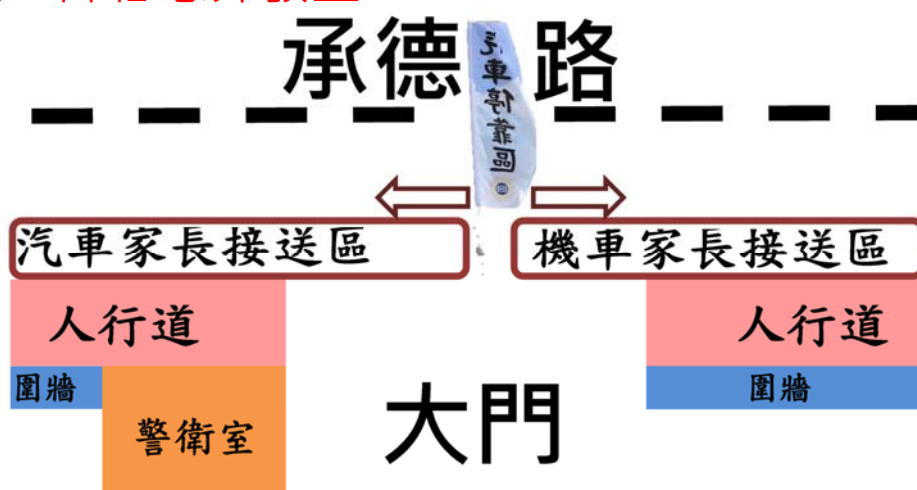 承德路
汽車停靠區
汽車家長接送區
機車家長接送區
人行道
人行道
圍牆
圍牆
警衛室
大門